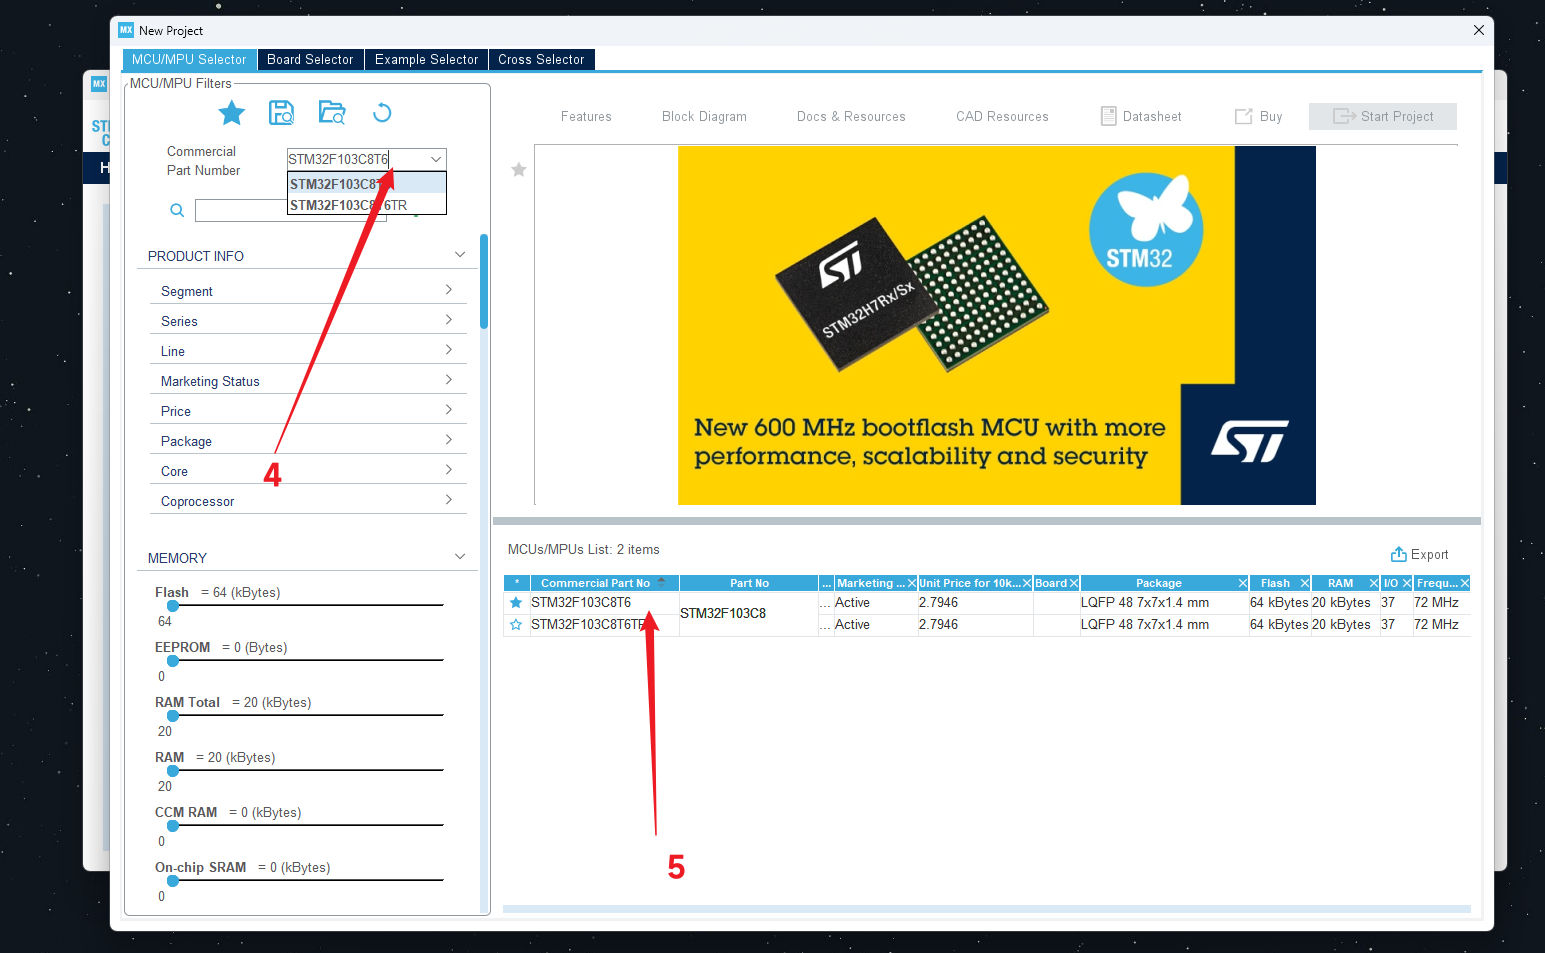 MX New Project
MCU/MPU Selector Board Selector Example Selector Cross Selector
MX
ST
C
H
MCU/MPU Filters
Commercial
Part Number
STM32F103C8T6
STM32F103C8T
STM32F103C8T6TR
PRODUCT INFO
Segment
Series
Line
Marketing Status
Price
Package
Core
Coprocessor
4
MEMORY
Flash = 64 (kBytes)
64
EEPROM = 0 (Bytes)
0
RAM Total = 20 (kBytes)
20
RAM = 20 (kBytes)
20
CCM RAM = 0 (kBytes)
0
On-chip SRAM = 0 (kBytes)
0
Features Block Diagram Docs & Resources CAD Resources Datasheet Buy Start Project
ST
STM32H7Rx/Sx
STM32
New 600 MHz bootflash MCU with more
performance, scalability and security
ST
MCUs/MPUs List: 2 items
Export
* Commercial Part No Part No ... Marketing ... Unit Price for 10k... Board Package Flash RAM I/O Frequ...
STM32F103C8T6 STM32F103C8 ... Active 2.7946 LQFP 48 7x7x1.4 mm 64 kBytes 20 kBytes 37 72 MHz
STM32F103C8T6TR ... Active 2.7946 LQFP 48 7x7x1.4 mm 64 kBytes 20 kBytes 37 72 MHz
5